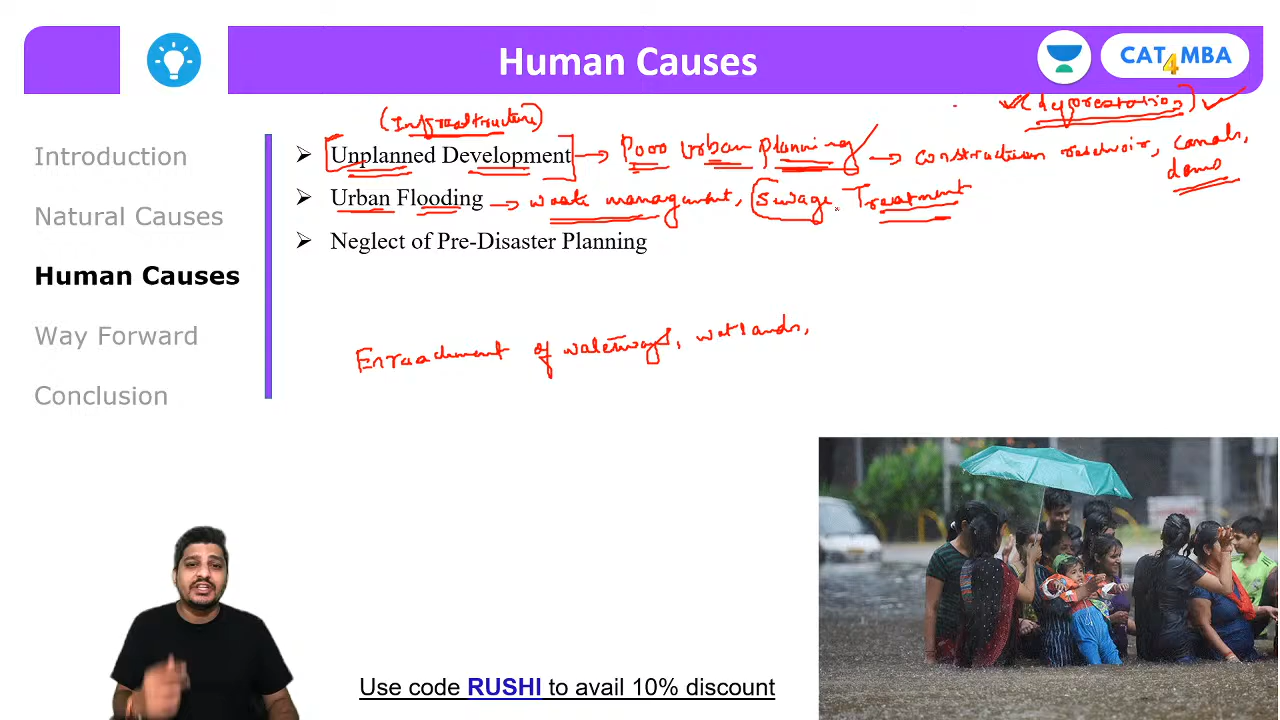 Human Causes
CAT4MBA
(deforestation)
(Infrastructure)
Introduction
Natural Causes
Human Causes
Way Forward
Conclusion
➤ Unplanned Development → Poor Urban planning → construction reservoir, canals,
dams
➤ Urban Flooding → waste management, Sewage Treatment
➤ Neglect of Pre-Disaster Planning
of waterways, wetlands,
Use code RUSHI to avail 10% discount